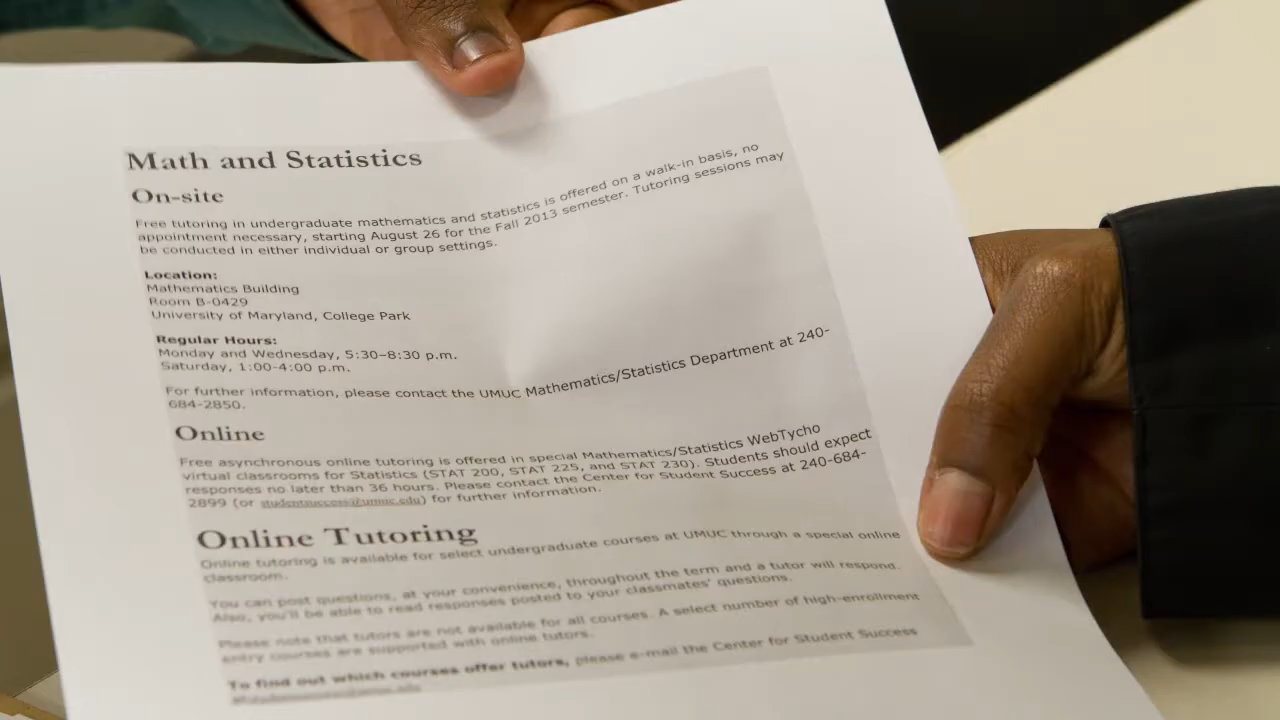 Math and Statistics
On-site
Free tutoring in undergraduate mathematics and statistics is offered on a walk-in basis, no
appointment necessary, starting August 26 for the Fall 2013 semester. Tutoring sessions may
be conducted in either individual or group settings.
Location:
Mathematics Building
Room B-0429
University of Maryland, College Park
Regular Hours:
Monday and Wednesday, 5:30–8:30 p.m.
Saturday, 1:00-4:00 p.m.
For further information, please contact the UMUC Mathematics/Statistics Department at 240-
684-2850.
Online
Free asynchronous online tutoring is offered in special Mathematics/Statistics WebTycho
virtual classrooms for Statistics (STAT 200, STAT 225, and STAT 230). Students should expect
responses no later than 36 hours. Please contact the Center for Student Success at 240-684-
2899 (or studentsuccess@umuc.edu) for further information.
Online Tutoring
Online tutoring is available for select undergraduate courses at UMUC through a special online
classroom.
You can post questions, at your convenience, throughout the term and a tutor will respond.
Also, you'll be able to read responses posted to your classmates' questions.
Please note that tutors are not available for all courses. A select number of high-enrollment
entry courses are supported with online tutors.
To find out which courses offer tutors, please e-mail the Center for Student Success